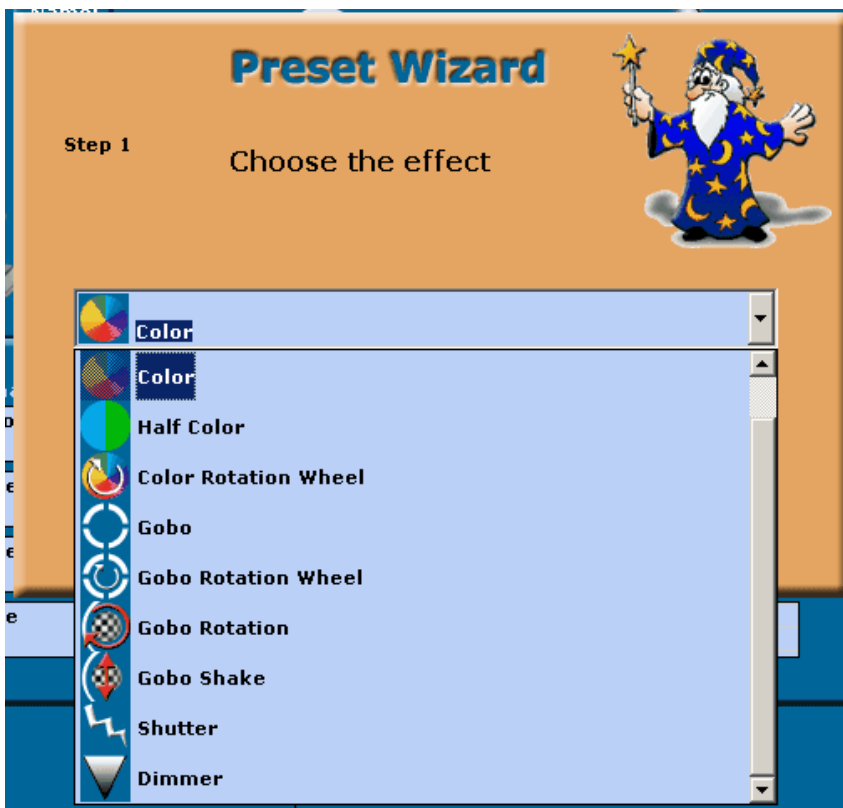 Preset Wizard
Step 1
Choose the effect
Color
Color
Half Color
Color Rotation Wheel
Gobo
Gobo Rotation Wheel
Gobo Rotation
Gobo Shake
Shutter
Dimmer